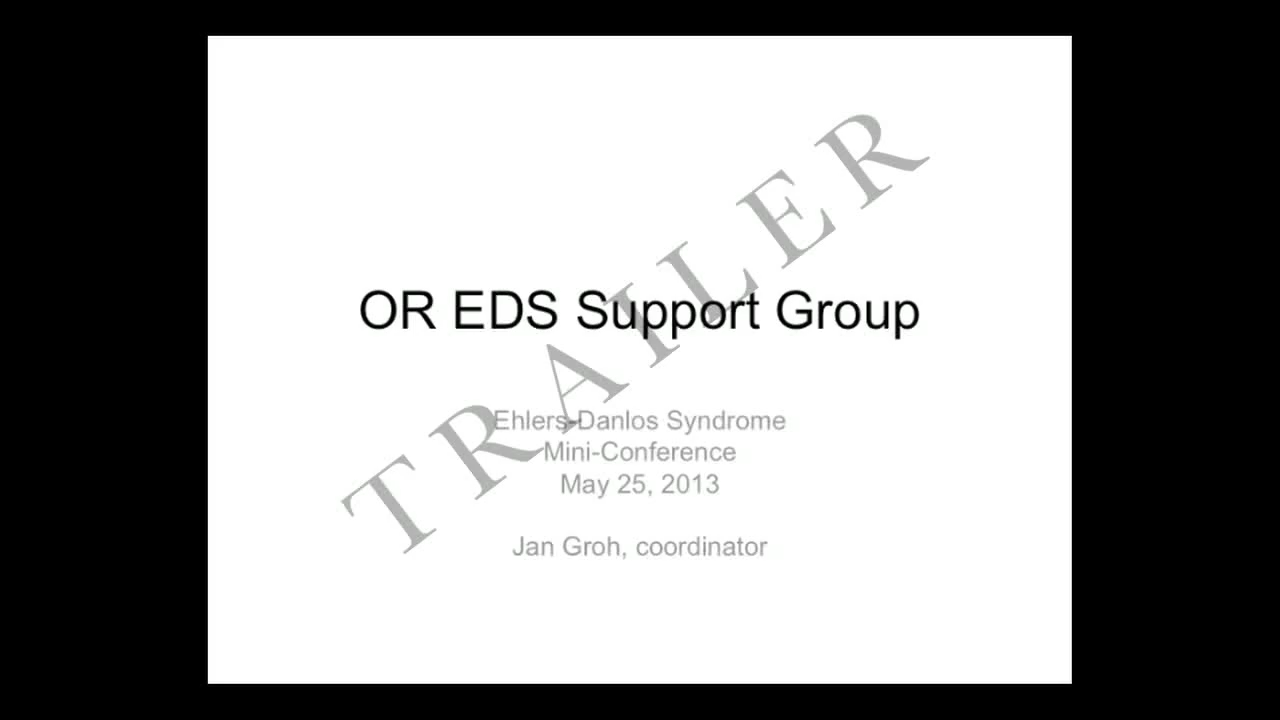 TRAILER
OR EDS Support Group
Ehlers-Danlos Syndrome
Mini-Conference
May 25, 2013
Jan Groh, coordinator